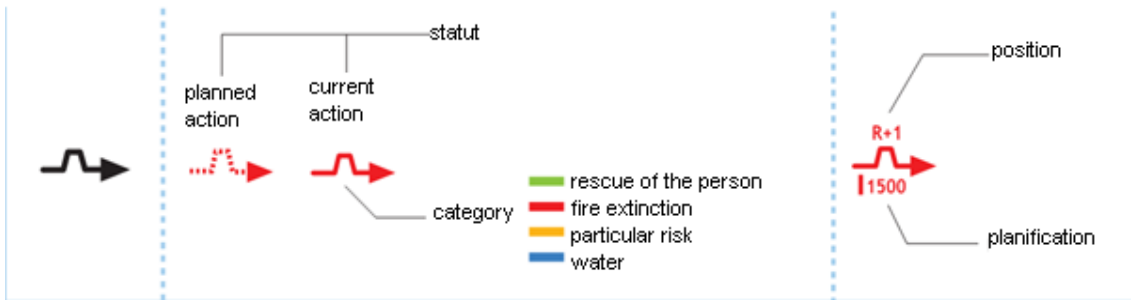 statut
planned
action
current
action
category
rescue of the person
fire extinction
particular risk
water
position
R+1
1500
planification